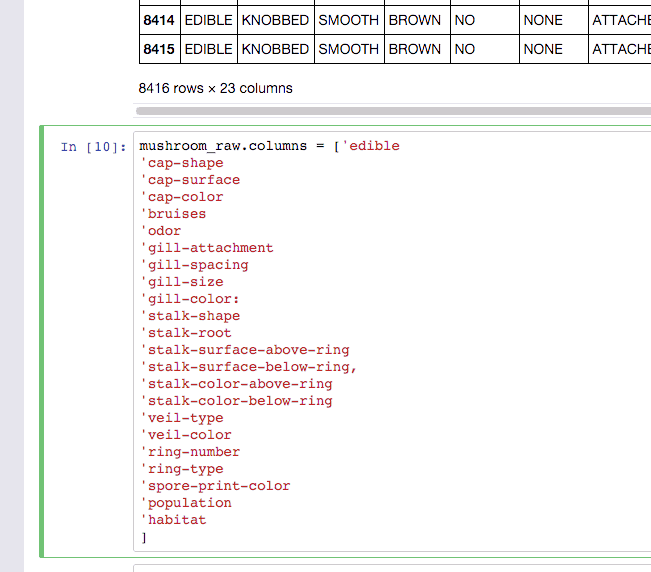 8414 EDIBLE KNOBBED SMOOTH BROWN NO NONE ATTACHE
8415 EDIBLE KNOBBED SMOOTH BROWN NO NONE ATTACHE
8416 rows × 23 columns
In [10]: mushroom_raw.columns = ['edible
'cap-shape
'cap-surface
'cap-color
'bruises
'odor
'gill-attachment
'gill-spacing
'gill-size
'gill-color:
'stalk-shape
'stalk-root
'stalk-surface-above-ring
'stalk-surface-below-ring,
'stalk-color-above-ring
'stalk-color-below-ring
'veil-type
'veil-color
'ring-number
'ring-type
'spore-print-color
'population
'habitat
]